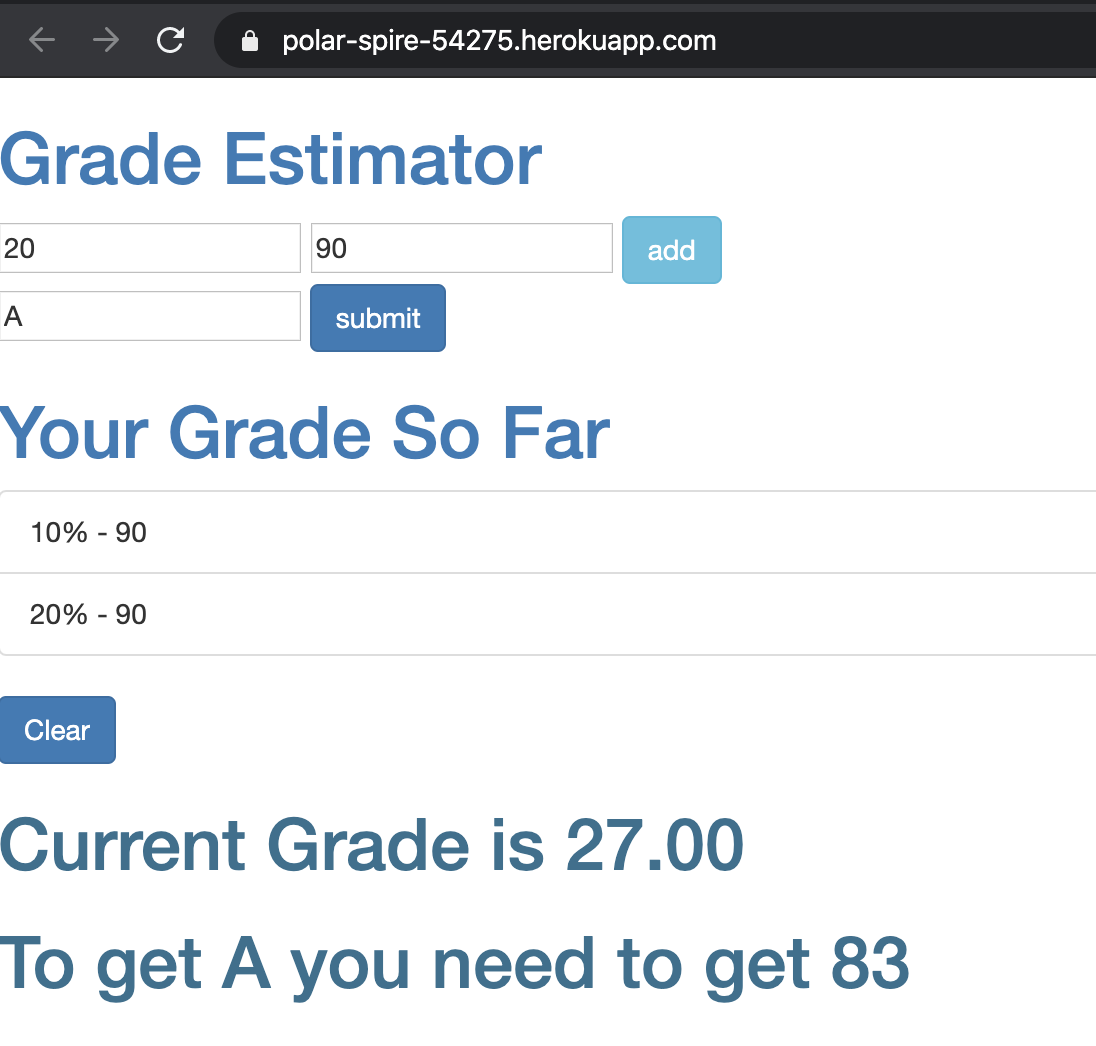 polar-spire-54275.herokuapp.com
Grade Estimator
20 90 add
A submit
Your Grade So Far
10% - 90
20% - 90
Clear
Current Grade is 27.00
To get A you need to get 83